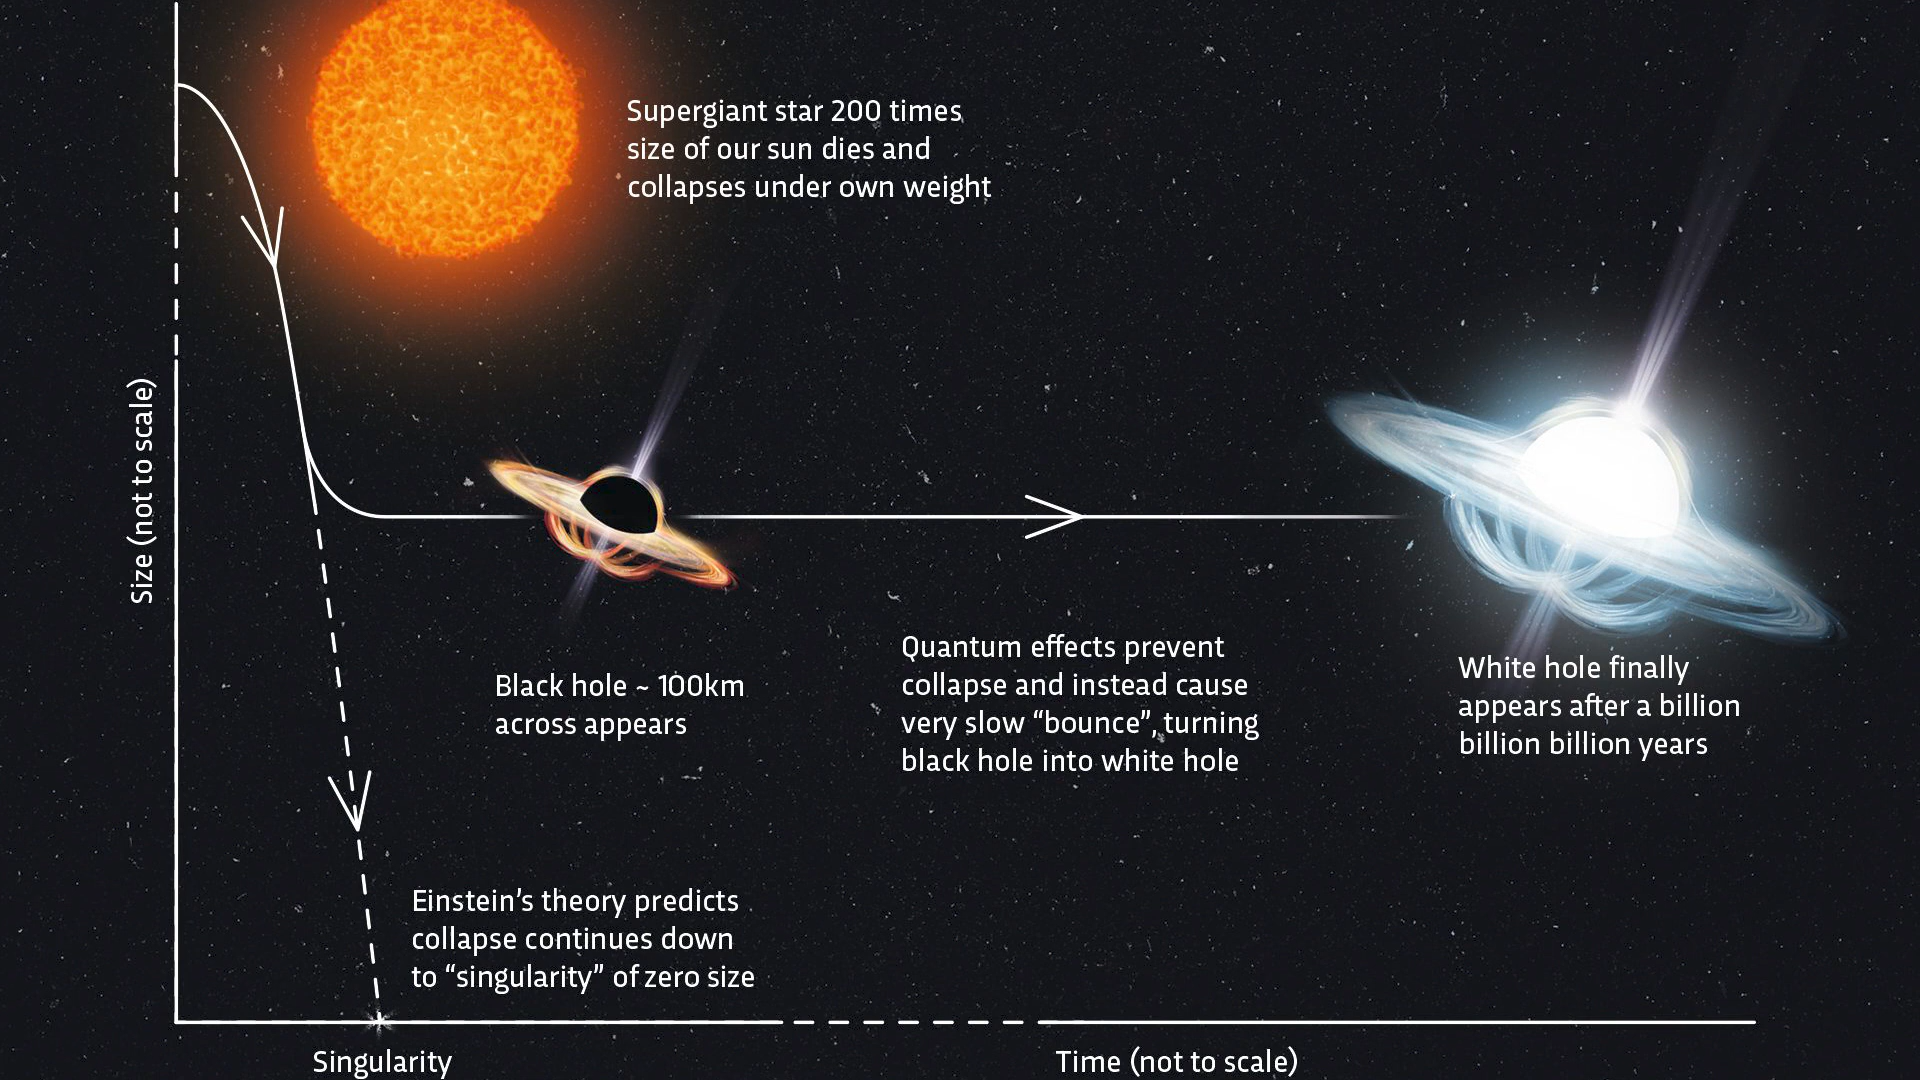 Supergiant star 200 times
size of our sun dies and
collapses under own weight
Size (not to scale)
Black hole ~ 100km
across appears
Quantum effects prevent
collapse and instead cause
very slow “bounce”, turning
black hole into white hole
White hole finally
appears after a billion
billion billion years
Einstein’s theory predicts
collapse continues down
to “singularity” of zero size
Singularity
Time (not to scale)